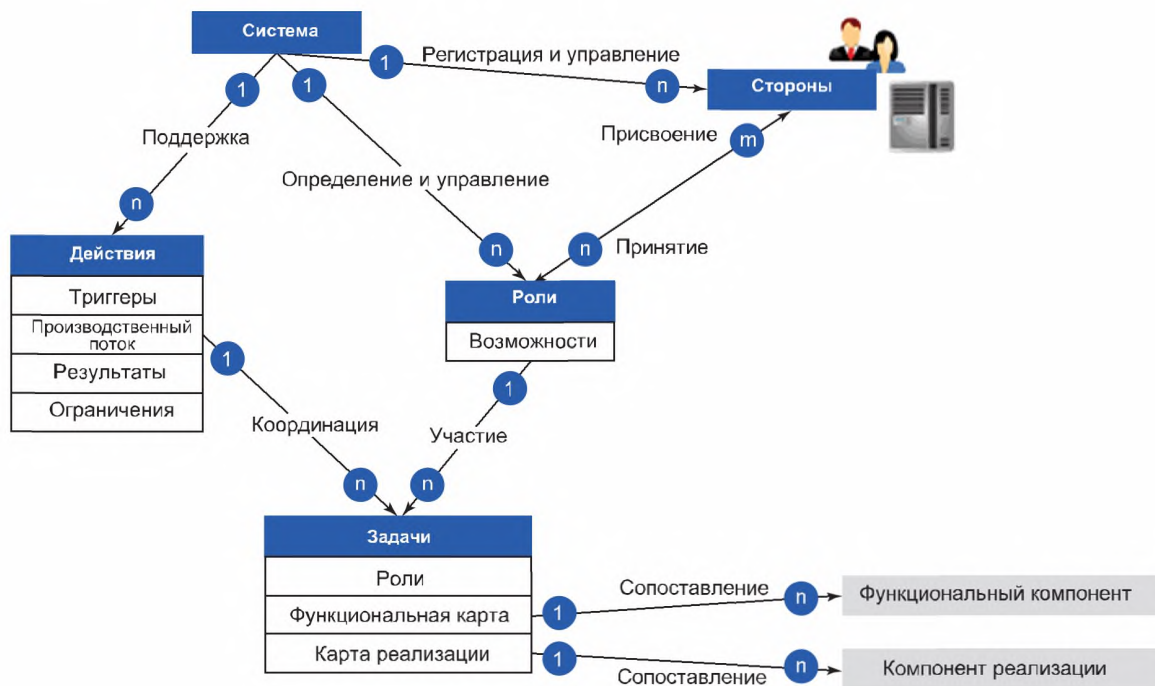 Система
1
Регистрация и управление
n
Стороны
1
1
Поддержка
Присвоение
m
Определение и управление
n
n
n
Принятие
Действия
Триггеры
Производственный
поток
Результаты
Ограничения
Роли
Возможности
1
1
Координация
Участие
n
n
Задачи
Роли
Функциональная карта
Карта реализации
1
Сопоставление
n
Функциональный компонент
1
Сопоставление
n
Компонент реализации